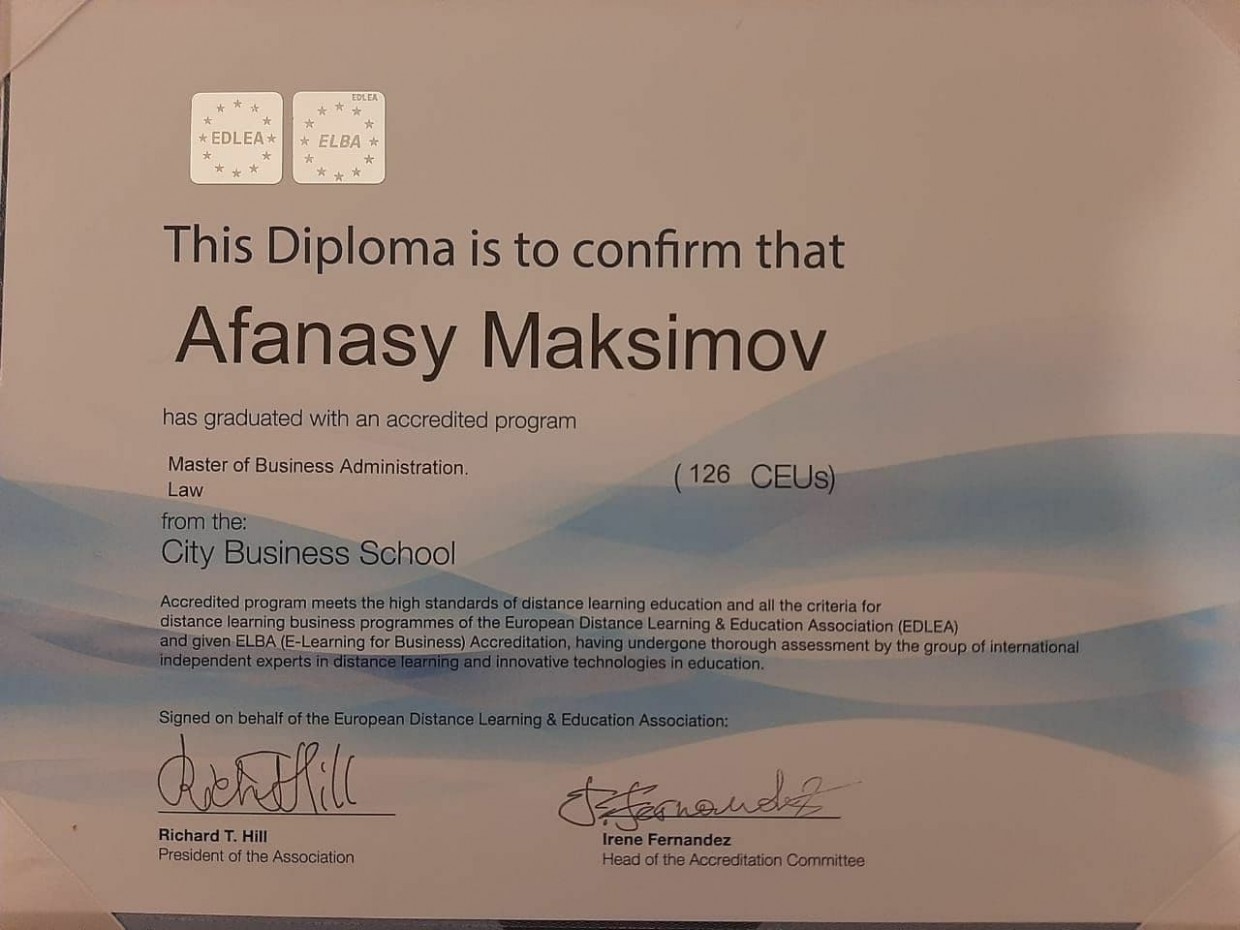 EDLEA
EDLEA
ELBA
This Diploma is to confirm that
Afanasy Maksimov
has graduated with an accredited program
Master of Business Administration.
Law
(126 CEUs)
from the:
City Business School
Accredited program meets the high standards of distance learning education and all the criteria for
distance learning business programmes of the European Distance Learning & Education Association (EDLEA)
and given ELBA (E-Learning for Business) Accreditation, having undergone thorough assessment by the group of international
independent experts in distance learning and innovative technologies in education.
Signed on behalf of the European Distance Learning & Education Association:
Rich T Hill
I. Fernandez
Richard T. Hill
Irene Fernandez
President of the Association
Head of the Accreditation Committee